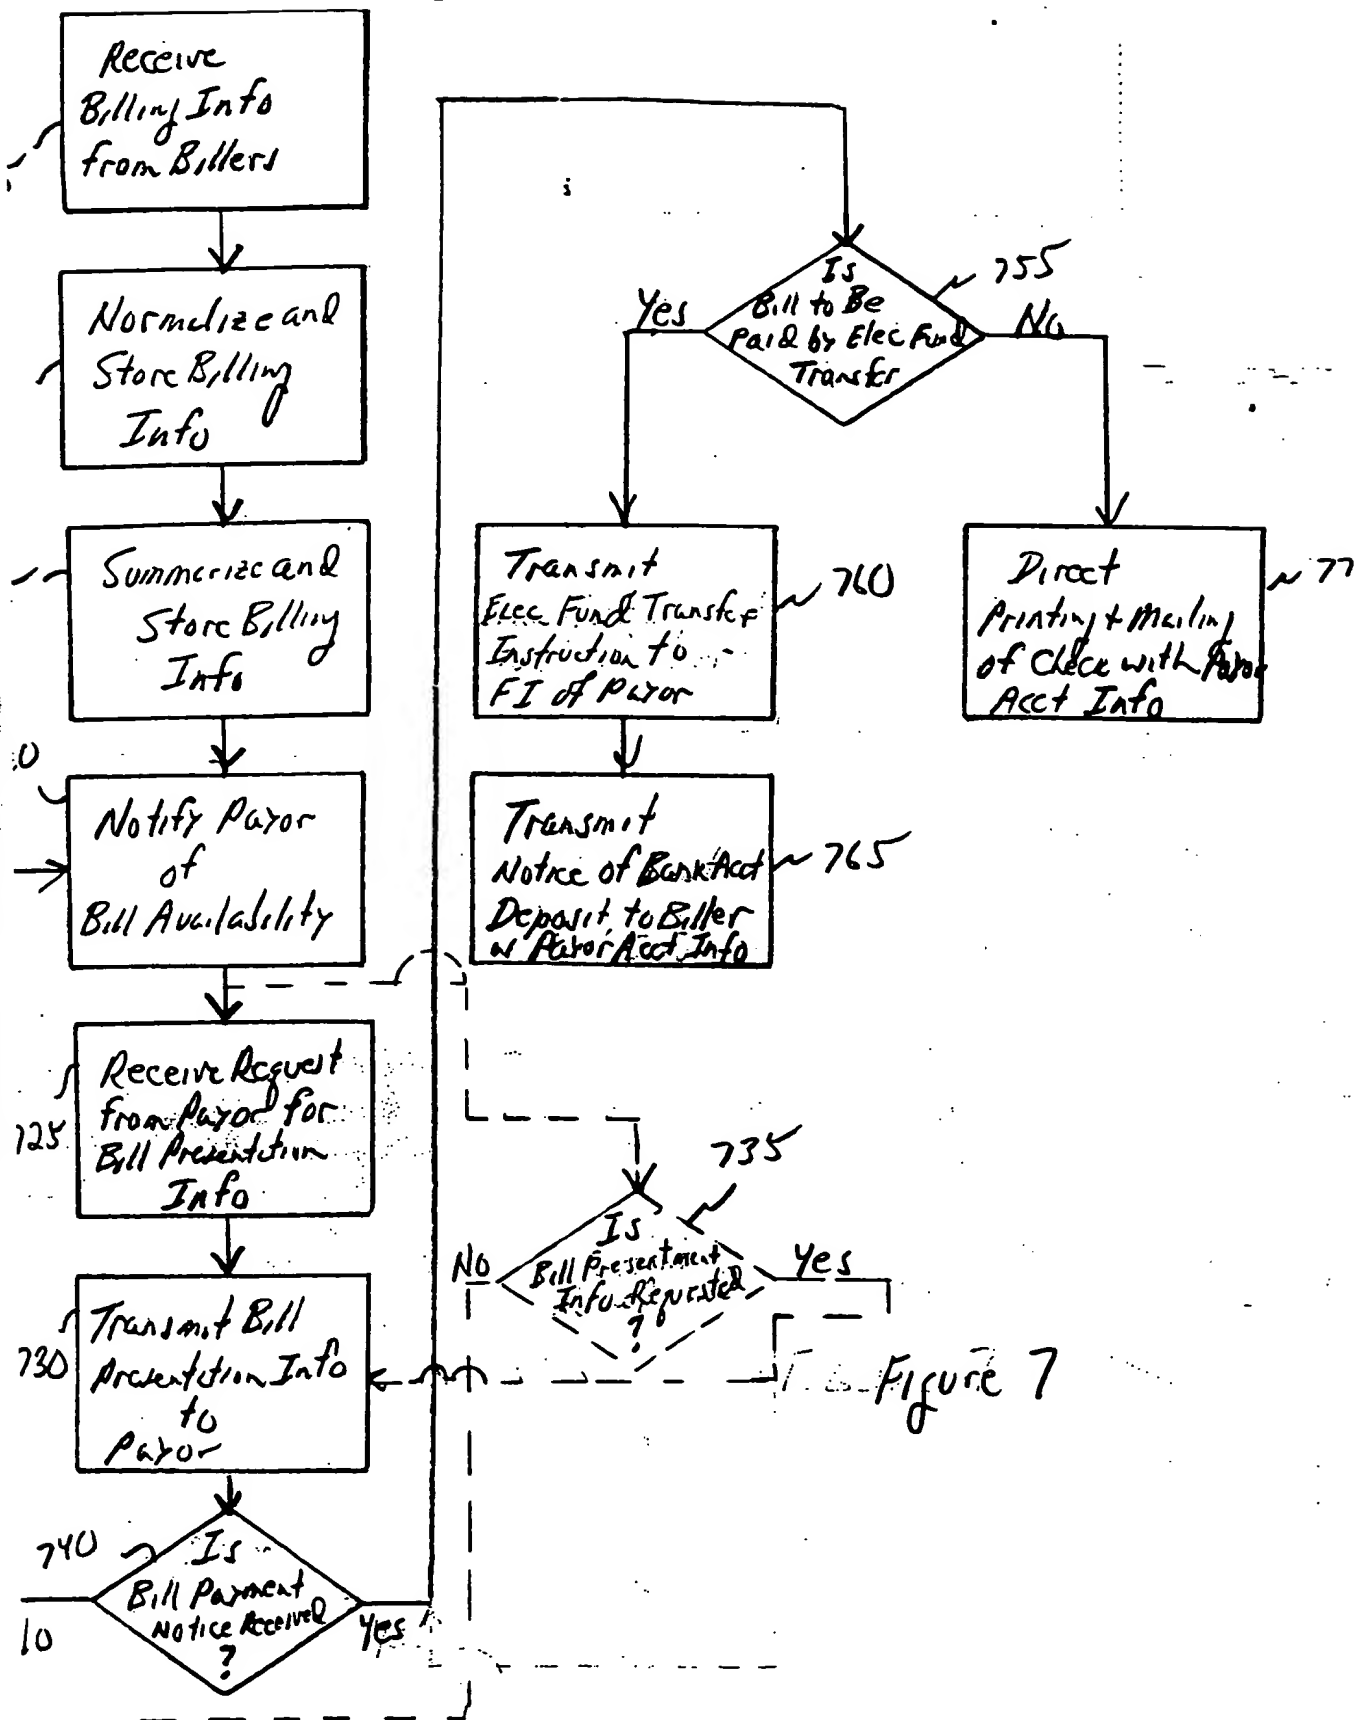 Receive
Billing Info
from Billers
Normalize and
Store Billing
Info
Summarize and
Store Billing
Info
0
Notify Payor
of
Bill Availability
Receive Request
from Payor for
Bill Presentation
Info
725
Transmit Bill
Presentation Info
to
Payor
730
740
Is
Bill Payment
Notice Received
?
Yes
10
Is
Bill to Be
Paid by Elec Fund
Transfer
755
Yes
No
Transmit
Elec Fund Transfer
Instruction to
FI of Payor
760
Direct
Printing + Mailing
of Check with Payor
Acct Info
77
Transmit
Notice of Bank Acct
Deposit to Biller
w Payor Acct Info
765
735
Is
Bill Presentment
Info Requested
?
No
Yes
Figure 7